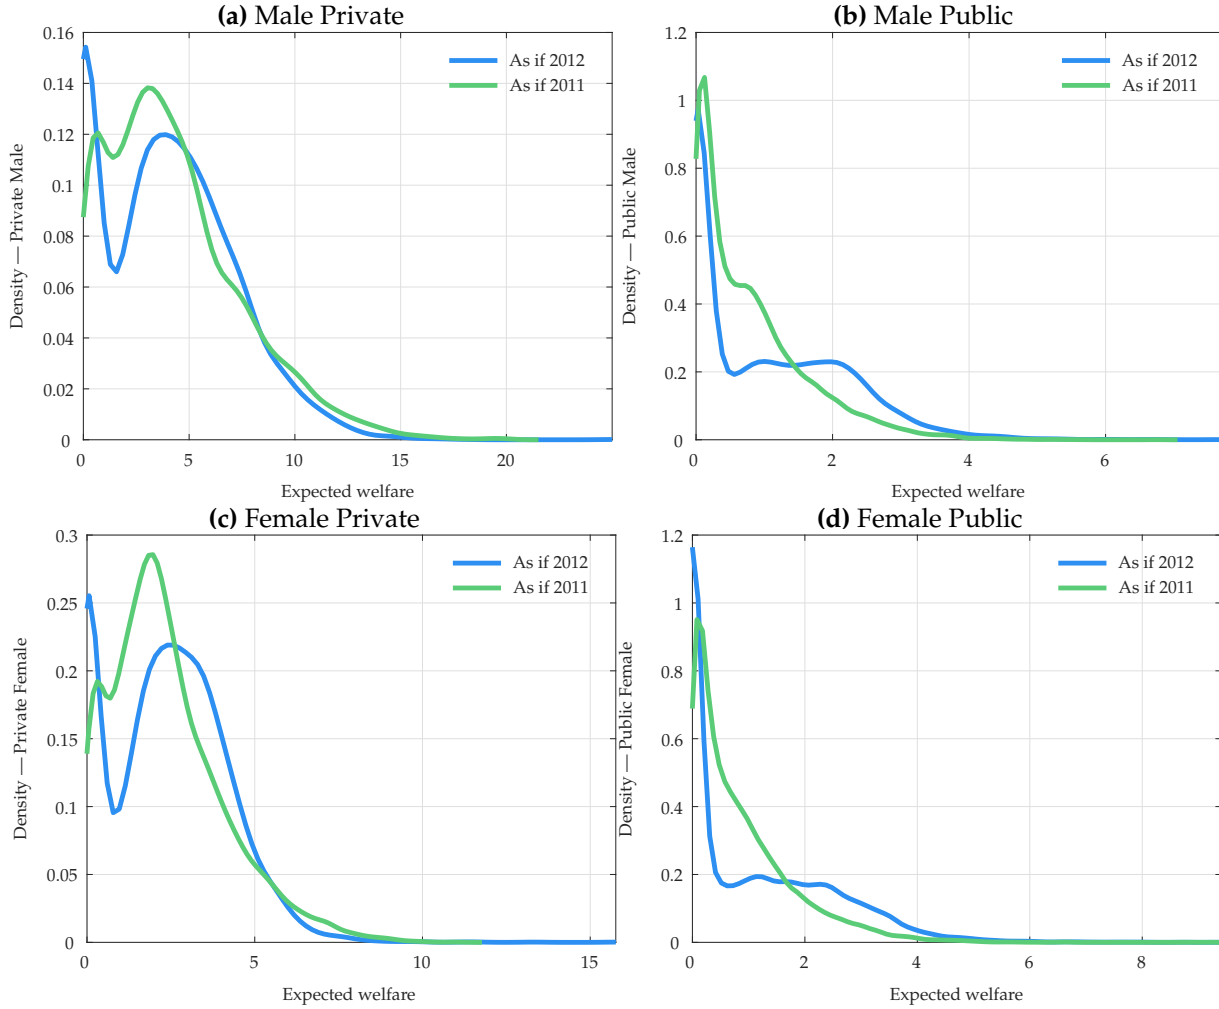 (a) Male Private
0.16
0.14
0.12
0.1
0.08
0.06
0.04
0.02
0
0
5
10
15
20
Density — Private Male
Expected welfare
As if 2012
As if 2011
(b) Male Public
1.2
1
0.8
0.6
0.4
0.2
0
0
2
4
6
Density — Public Male
Expected welfare
As if 2012
As if 2011
(c) Female Private
0.3
0.25
0.2
0.15
0.1
0.05
0
0
5
10
15
Density — Private Female
Expected welfare
As if 2012
As if 2011
(d) Female Public
1.2
1
0.8
0.6
0.4
0.2
0
0
2
4
6
8
Density — Public Female
Expected welfare
As if 2012
As if 2011